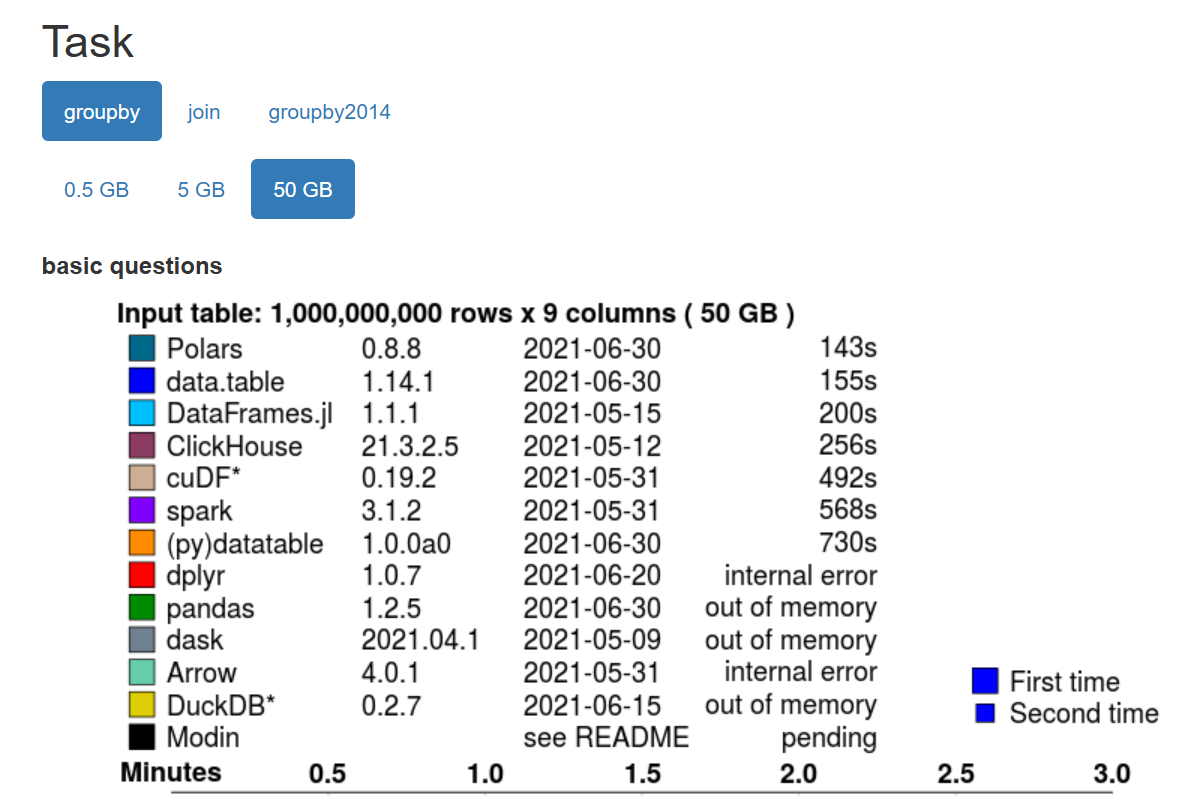 Task
groupby join groupby2014
0.5 GB 5 GB 50 GB
basic questions
Input table: 1,000,000,000 rows x 9 columns ( 50 GB )
Polars 0.8.8 2021-06-30 143s
data.table 1.14.1 2021-06-30 155s
DataFrames.jl 1.1.1 2021-05-15 200s
ClickHouse 21.3.2.5 2021-05-12 256s
cuDF* 0.19.2 2021-05-31 492s
spark 3.1.2 2021-05-31 568s
(py)datatable 1.0.0a0 2021-06-30 730s
dplyr 1.0.7 2021-06-20 internal error
pandas 1.2.5 2021-06-30 out of memory
dask 2021.04.1 2021-05-09 out of memory
Arrow 4.0.1 2021-05-31 internal error
DuckDB* 0.2.7 2021-06-15 out of memory
Modin see README pending
First time
Second time
Minutes 0.5 1.0 1.5 2.0 2.5 3.0